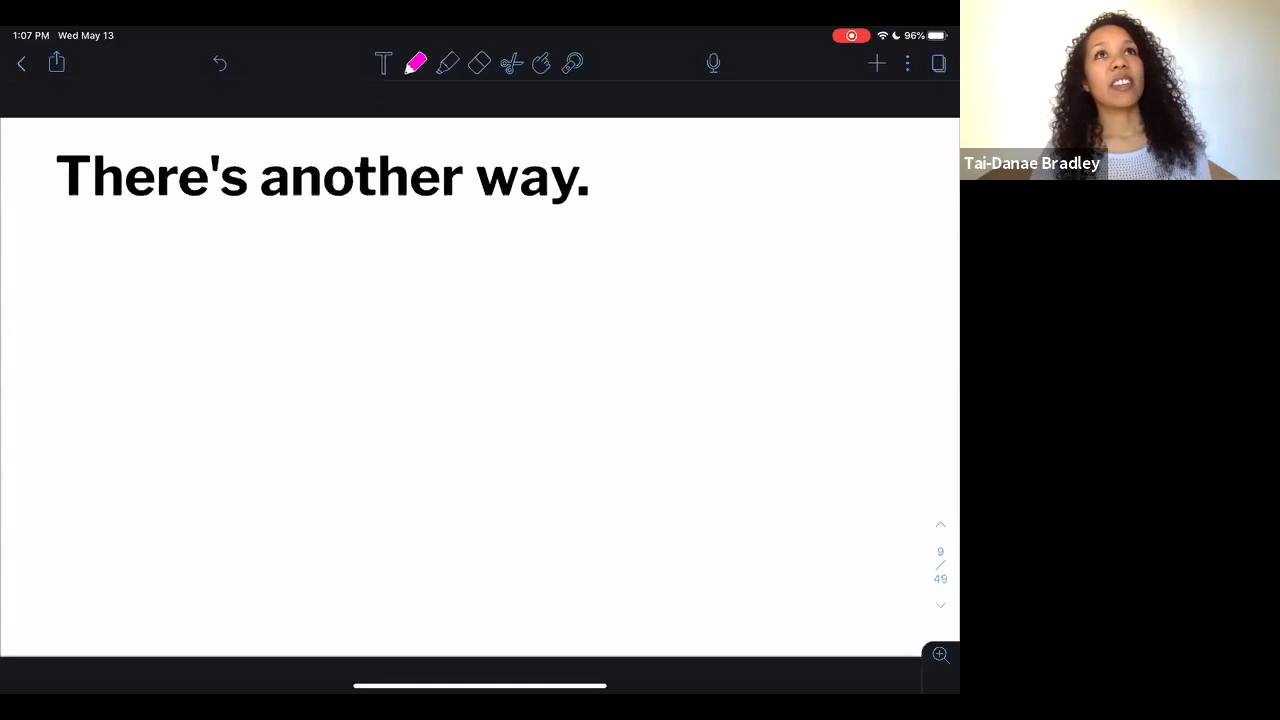 1:07 PM Wed May 13
96%
T
There's another way.
9
/
49
Tai-Danae Bradley